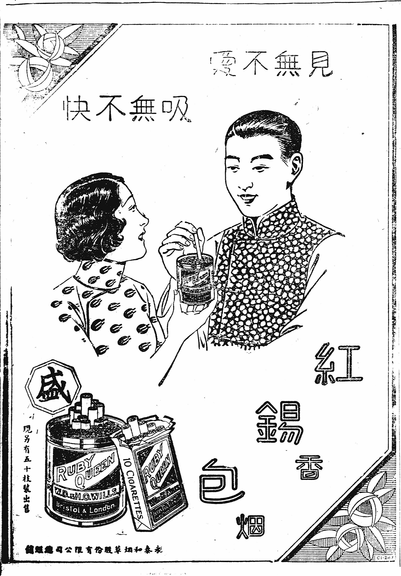 見無不愛
吸無不快
紅錫包
香烟
盛
現另有五十枝裝出售
RUBY
QUEEN
W.D.&H.O.WILLS
Bristol & London
10 CIGARETTES
RUBY
QUEEN
永泰和烟草股份有限公司總經理